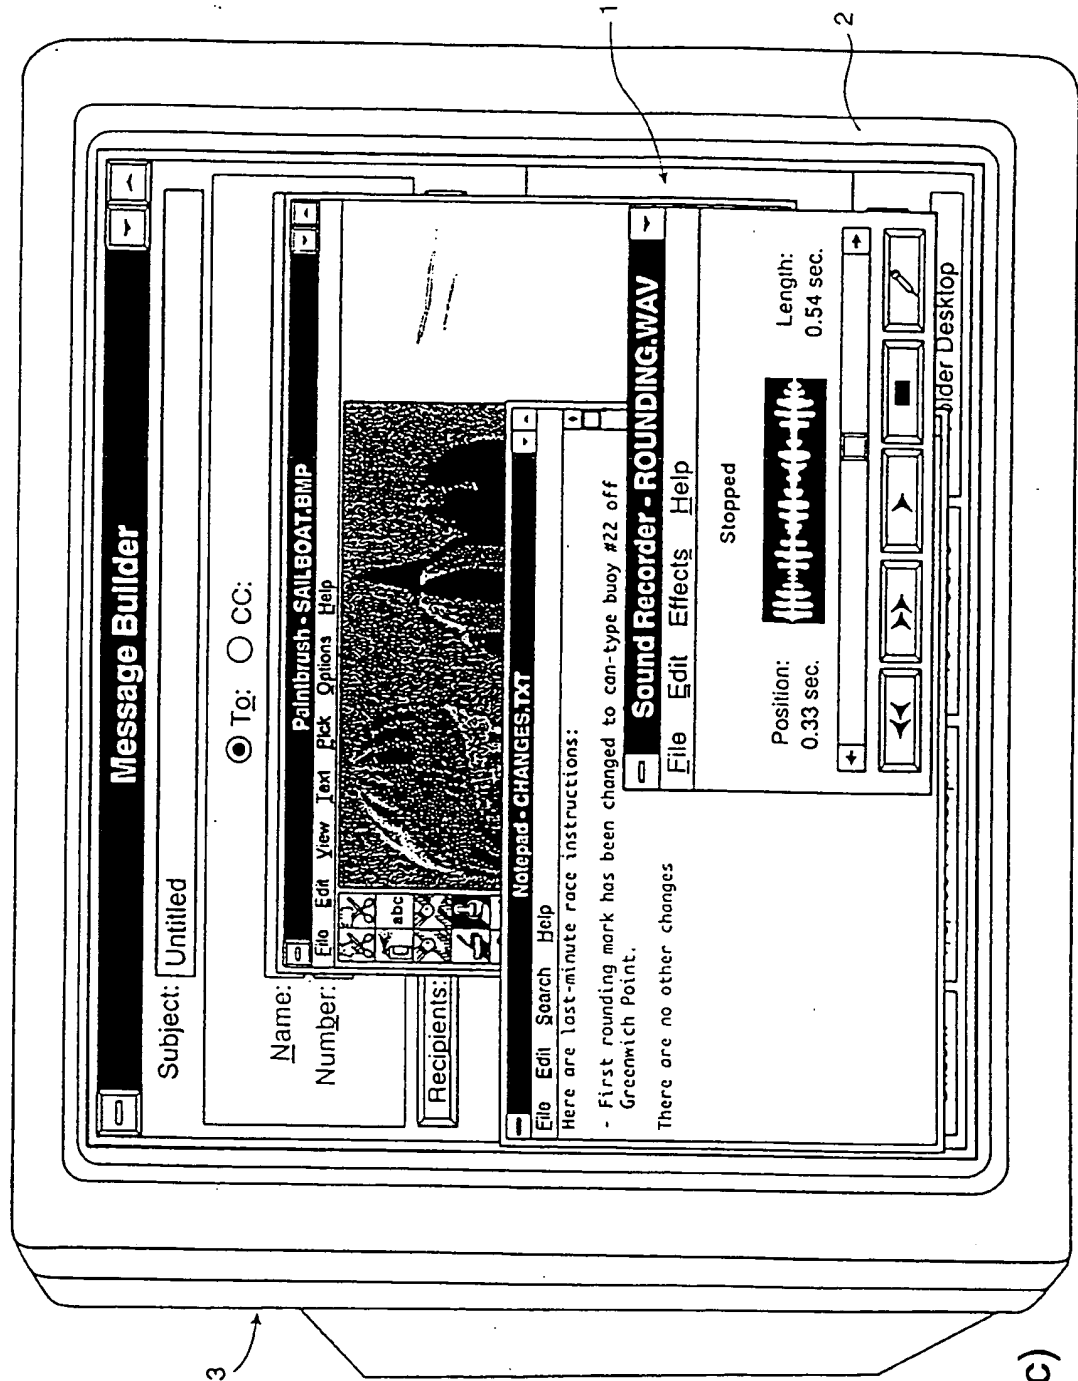 Message Builder
Subject: Untitled
To: CC:
Name:
Number:
Recipients:
Paintbrush - SAILBOAT.BMP
File Edit View Text Pick Options Help
abc
Notepad - CHANGES.TXT
File Edit Search Help
Here are last-minute race instructions:
- First rounding mark has been changed to can-type buoy #22 off
Greenwich Point.
There are no other changes
Sound Recorder - ROUNDING.WAV
File Edit Effects Help
Stopped
Position: Length:
0.33 sec. 0.54 sec.
Desktop
1
2
3